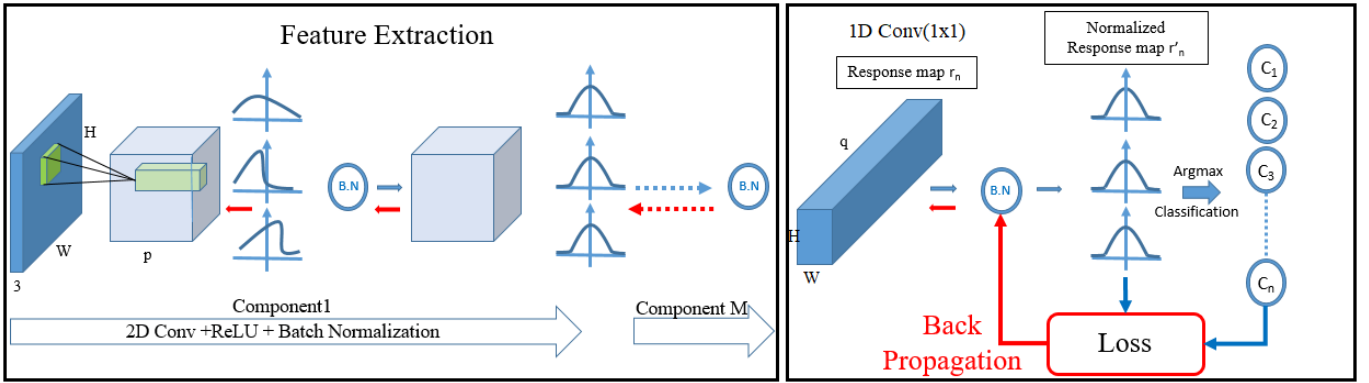 Feature Extraction
H
W
3
p
B.N
B.N
Component1
2D Conv +ReLU + Batch Normalization
Component M
1D Conv(1x1)
Response map rₙ
q
H
W
B.N
Normalized
Response map r'ₙ
Argmax
Classification
C₁
C₂
C₃
Cₙ
Back
Propagation
Loss